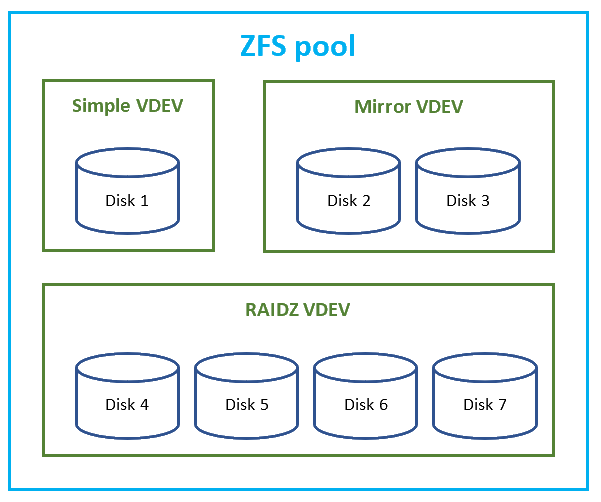 ZFS pool
Simple VDEV
Disk 1
Mirror VDEV
Disk 2
Disk 3
RAIDZ VDEV
Disk 4
Disk 5
Disk 6
Disk 7